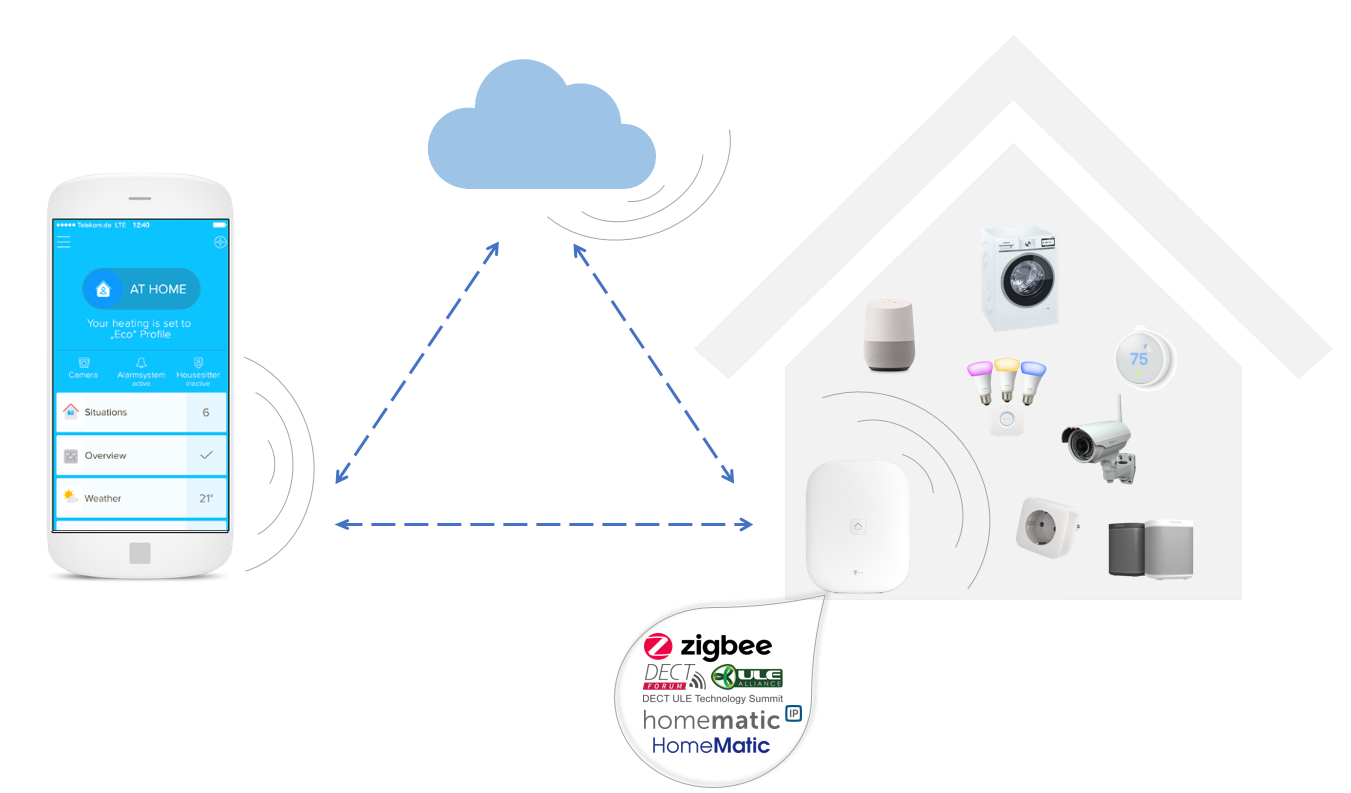 ●●●●● Telekom.de LTE 12:40
AT HOME
Your heating is set to
„Eco“ Profile
Camera
Alarmsystem
active
Housesitter
inactive
Situations 6
Overview
Weather 21°
75
T
zigbee
DECT
FORUM
ULE
ALLIANCE
DECT ULE Technology Summit
homematic IP
HomeMatic